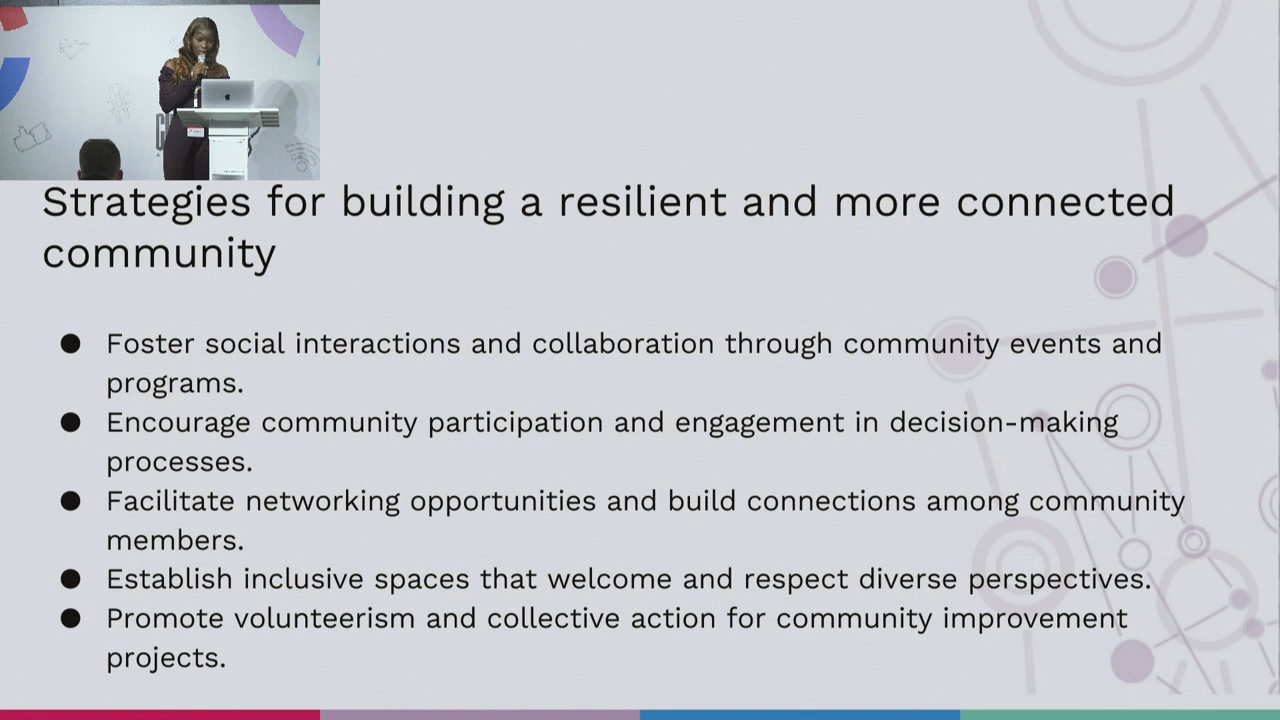 Strategies for building a resilient and more connected
community
● Foster social interactions and collaboration through community events and
programs.
● Encourage community participation and engagement in decision-making
processes.
● Facilitate networking opportunities and build connections among community
members.
● Establish inclusive spaces that welcome and respect diverse perspectives.
● Promote volunteerism and collective action for community improvement
projects.